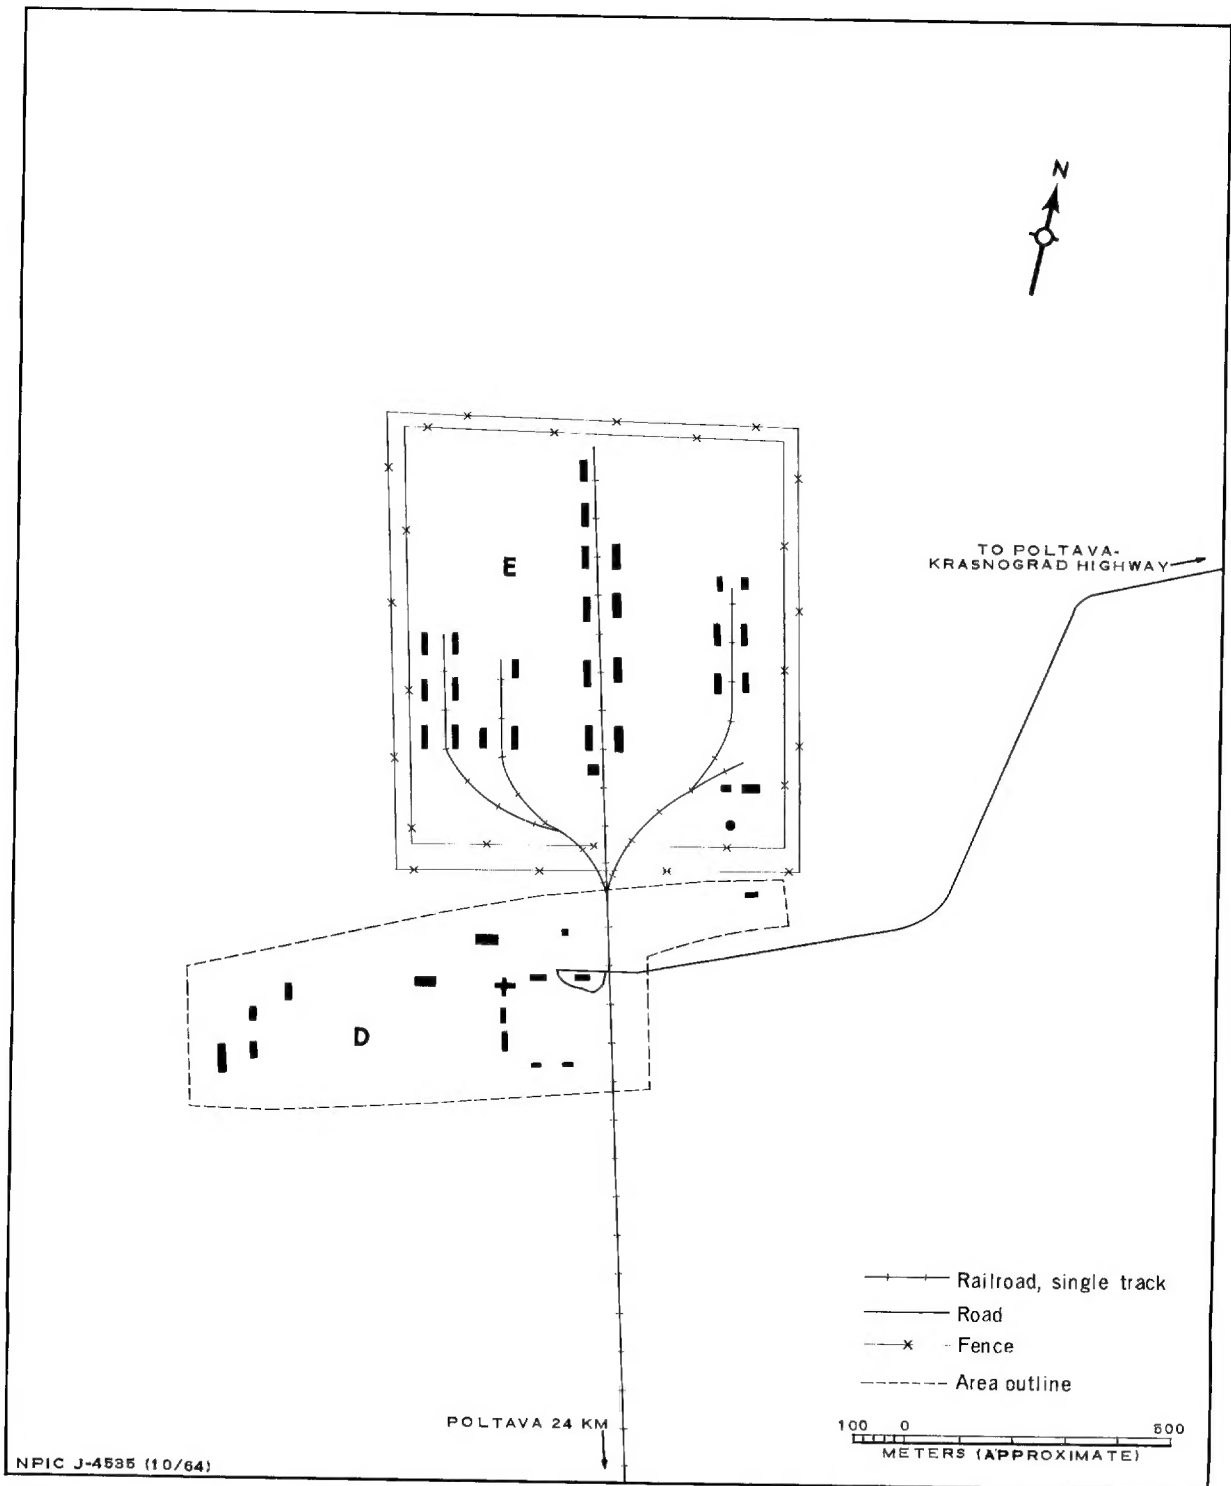 N
TO POLTAVA-
KRASNOGRAD HIGHWAY
E
D
Railroad, single track
Road
Fence
Area outline
POLTAVA 24 KM
100 0 500
METERS (APPROXIMATE)
NPIC J-4535 (10/64)